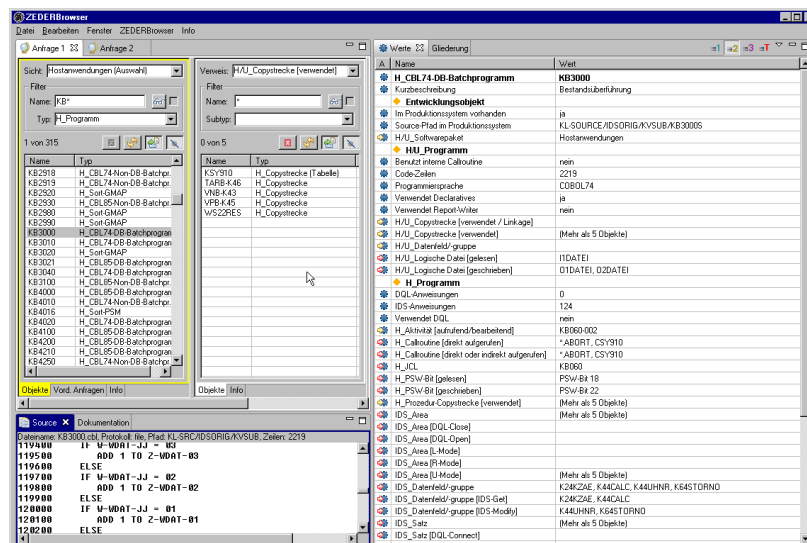 ZEDERBrowser
Datei Bearbeiten Fenster ZEDERBrowser Info
Anfrage 1 Anfrage 2
Sicht: Hostanwendungen (Auswahl)
Filter
Name: KB*
Typ: H_Programm
1 von 315
Name Typ
KB2918 H_CBL74-Non-DB-Batchpr.
KB2919 H_CBL74-Non-DB-Batchpr.
KB2920 H_Sort-GMAP
KB2930 H_CBL85-Non-DB-Batchpr.
KB2980 H_Sort-GMAP
KB2990 H_Sort-GMAP
KB3000 H_CBL74-DB-Batchprogram
KB3010 H_CBL74-DB-Batchprogram
KB3020 H_Sort-GMAP
KB3021 H_CBL85-DB-Batchprogram
KB3040 H_CBL74-DB-Batchprogram
KB3100 H_CBL85-Non-DB-Batchpr.
KB4000 H_CBL85-DB-Batchprogram
KB4010 H_CBL74-Non-DB-Batchpr.
KB4016 H_Sort-PSM
KB4020 H_CBL74-DB-Batchprogram
KB4100 H_CBL85-DB-Batchprogram
KB4200 H_CBL85-DB-Batchprogram
KB4210 H_CBL85-DB-Batchprogram
KB4250 H_CBL74-Non-DB-Batchpr.
Objekte Vord. Anfragen Info
Verweis: H/U_Copystrecke [verwendet]
Filter
Name: *
Subtyp:
0 von 5
Name Typ
KSY910 H_Copystrecke (Tabelle)
TARB-K46 H_Copystrecke
VNB-K43 H_Copystrecke
VPB-K45 H_Copystrecke
WS22RES H_Copystrecke
Objekte Info
Source Dokumentation
Dateiname: KB3000.cbl, Protokoll: file, Pfad: KL-SRC/IDSORIG/KVSUB, Zeilen: 2219
119400 IF W-WDAT-JJ = 03
119500 ADD 1 TO Z-WDAT-03
119600 ELSE
119700 IF W-WDAT-JJ = 02
119800 ADD 1 TO Z-WDAT-02
119900 ELSE
120000 IF W-WDAT-JJ = 01
120100 ADD 1 TO Z-WDAT-01
120200 ELSE
Werte Gliederung
1 2 3 T
A Name Wert
H_CBL74-DB-Batchprogramm KB3000
Kurzbeschreibung Bestandsüberführung
Entwicklungsobjekt
Im Produktionssystem vorhanden ja
Source-Pfad im Produktionssystem KL-SOURCE/IDSORIG/KVSUB/KB3000S
H/U_Softwarepaket Hostanwendungen
H/U_Programm
Benutzt interne Callroutine nein
Code-Zeilen 2219
Programmiersprache COBOL74
Verwendet Declaratives ja
Verwendet Report-Writer nein
H/U_Copystrecke [verwendet / Linkage]
H/U_Copystrecke [verwendet] (Mehr als 5 Objekte)
H/U_Datenfeld/-gruppe
H/U_Logische Datei [gelesen] I1DATEI
H/U_Logische Datei [geschrieben] O1DATEI, O2DATEI
H_Programm
DQL-Anweisungen 0
IDS-Anweisungen 124
Verwendet DQL nein
H_Aktivität [aufrufend/bearbeitend] KB060-002
H_Callroutine [direkt aufgerufen] *.ABORT, CSY910
H_Callroutine [direkt oder indirekt aufgerufen] *.ABORT, CSY910
H_JCL KB060
H_PSW-Bit [gelesen] PSW-Bit 18
H_PSW-Bit [geschrieben] PSW-Bit 22
H_Prozedur-Copystrecke [verwendet] (Mehr als 5 Objekte)
IDS_Area (Mehr als 5 Objekte)
IDS_Area [DQL-Close]
IDS_Area [DQL-Open]
IDS_Area [L-Mode]
IDS_Area [R-Mode]
IDS_Area [U-Mode] (Mehr als 5 Objekte)
IDS_Datenfeld/-gruppe K24KZAE, K44CALC, K44UHNR, K64STORNO
IDS_Datenfeld/-gruppe [IDS-Get] K24KZAE, K44CALC
IDS_Datenfeld/-gruppe [IDS-Modify] K44UHNR, K64STORNO
IDS_Satz (Mehr als 5 Objekte)
IDS_Satz [DQL-Connect]